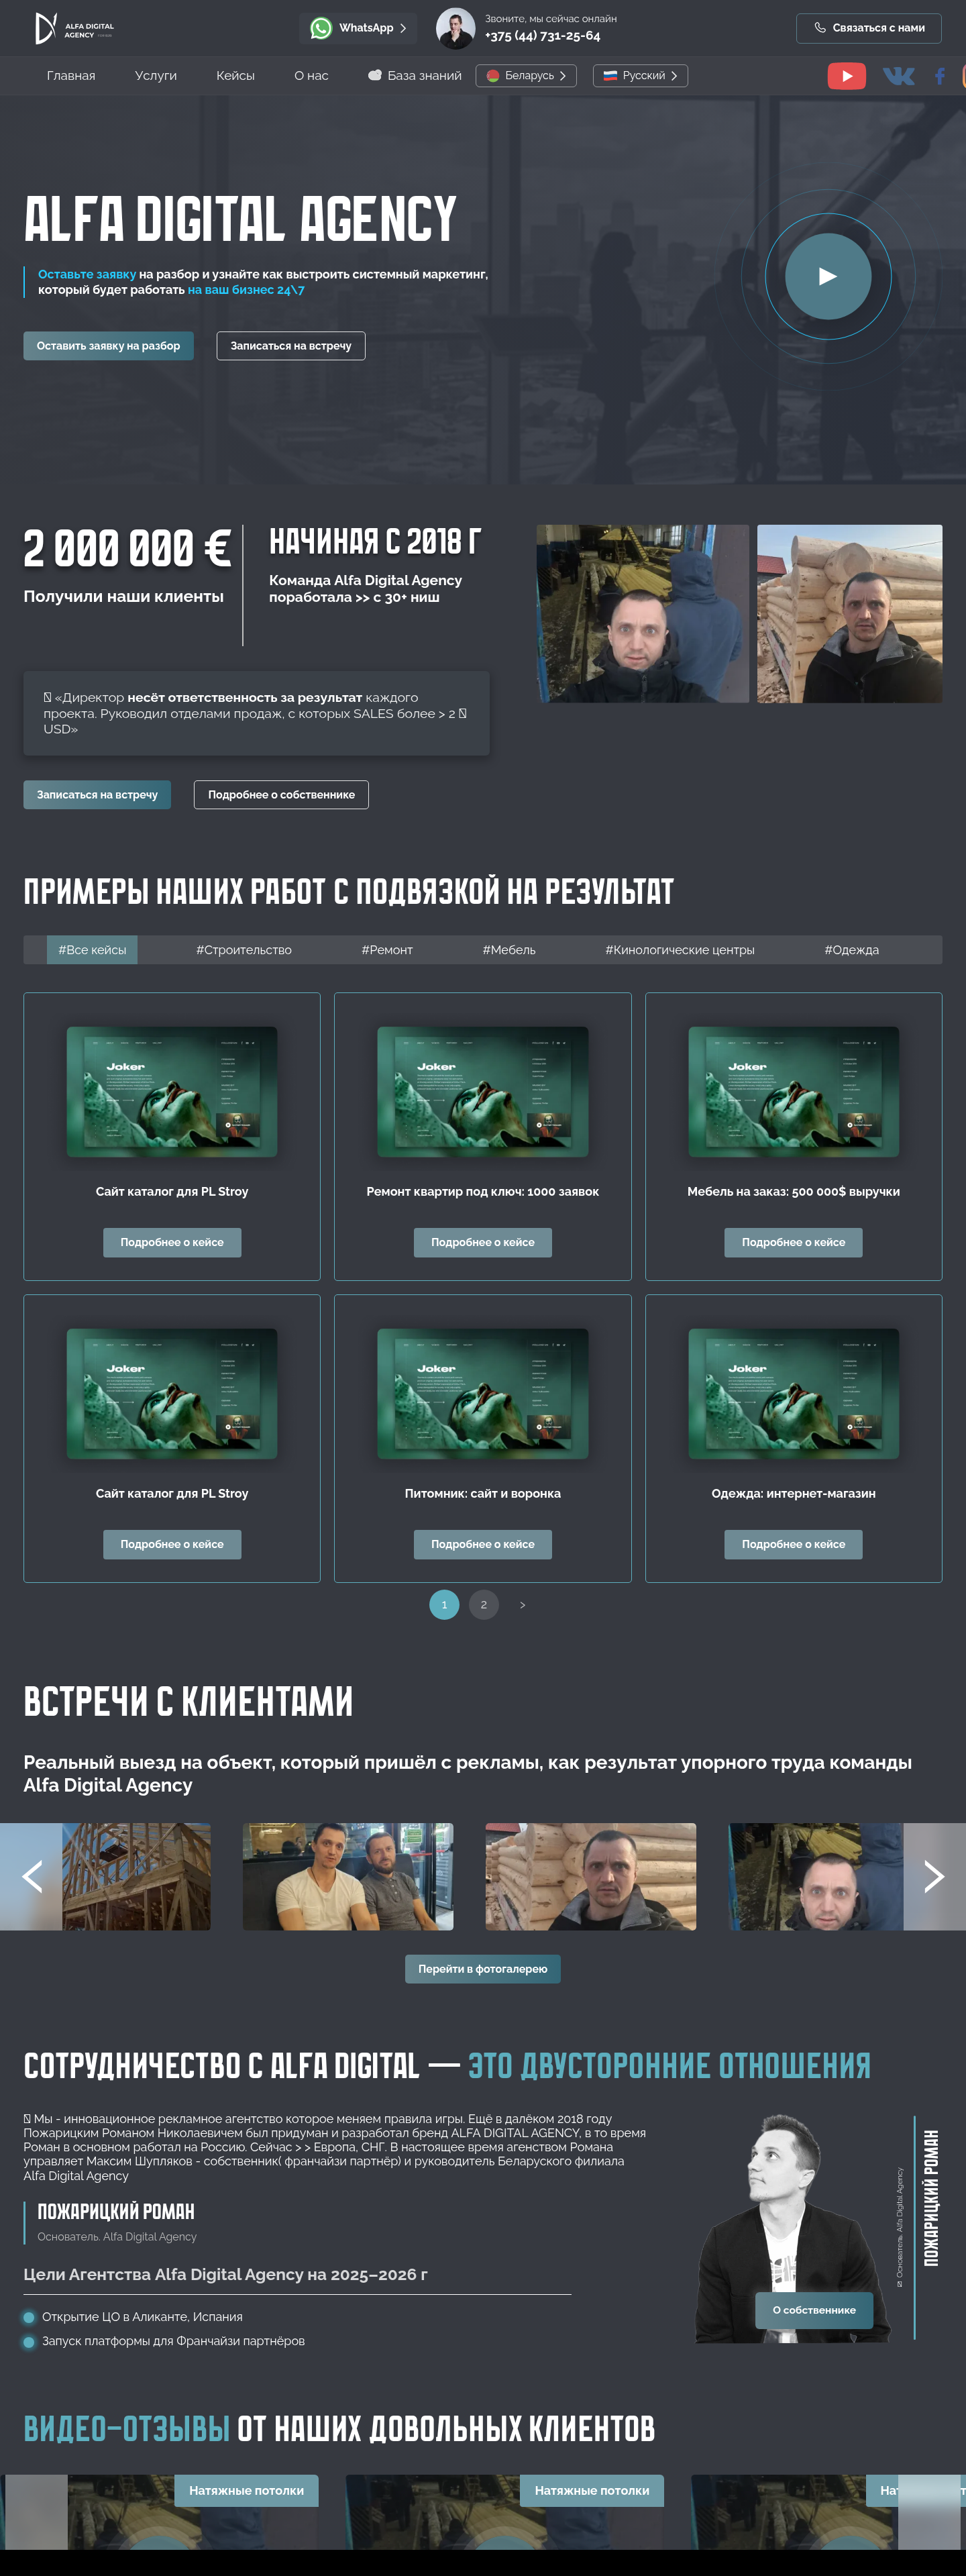 ALFA DIGITAL
AGENCY
WhatsApp
Звоните, мы сейчас онлайн
+375 (44) 731-25-64
Связаться с нами
Главная
Услуги
Кейсы
О нас
База знаний
Беларусь
Русский
ALFA DIGITAL AGENCY
Оставьте заявку на разбор и узнайте как выстроить системный маркетинг,
который будет работать на ваш бизнес 24\7
Оставить заявку на разбор
Записаться на встречу
2 000 000 €
Получили наши клиенты
НАЧИНАЯ С 2018 Г
Команда Alfa Digital Agency
поработала >> с 30+ ниш
«Директор несёт ответственность за результат каждого
проекта. Руководил отделами продаж, с которых SALES более > 2
USD»
Записаться на встречу
Подробнее о собственнике
ПРИМЕРЫ НАШИХ РАБОТ С ПОДВЯЗКОЙ НА РЕЗУЛЬТАТ
#Все кейсы
#Строительство
#Ремонт
#Мебель
#Кинологические центры
#Одежда
Joker
Joker
Joker
Сайт каталог для PL Stroy
Ремонт квартир под ключ: 1000 заявок
Мебель на заказ: 500 000$ выручки
Подробнее о кейсе
Подробнее о кейсе
Подробнее о кейсе
Joker
Joker
Joker
Сайт каталог для PL Stroy
Питомник: сайт и воронка
Одежда: интернет-магазин
Подробнее о кейсе
Подробнее о кейсе
Подробнее о кейсе
1
2
>
ВСТРЕЧИ С КЛИЕНТАМИ
Реальный выезд на объект, который пришёл с рекламы, как результат упорного труда команды
Alfa Digital Agency
Перейти в фотогалерею
СОТРУДНИЧЕСТВО С ALFA DIGITAL — ЭТО ДВУСТОРОННИЕ ОТНОШЕНИЯ
Мы - инновационное рекламное агентство которое меняем правила игры. Ещё в далёком 2018 году
Пожарицким Романом Николаевичем был придуман и разработал бренд ALFA DIGITAL AGENCY, в то время
Роман в основном работал на Россию. Сейчас > > Европа, СНГ. В настоящее время агенством Романа
управляет Максим Шупляков - собственник( франчайзи партнёр) и руководитель Беларуского филиала
Alfa Digital Agency
ПОЖАРИЦКИЙ РОМАН
Основатель. Alfa Digital Agency
Цели Агентства Alfa Digital Agency на 2025–2026 г
Открытие ЦО в Аликанте, Испания
Запуск платформы для Франчайзи партнёров
О собственнике
Основатель. Alfa Digital Agency
ПОЖАРИЦКИЙ РОМАН
ВИДЕО-ОТЗЫВЫ ОТ НАШИХ ДОВОЛЬНЫХ КЛИЕНТОВ
Натяжные потолки
Натяжные потолки